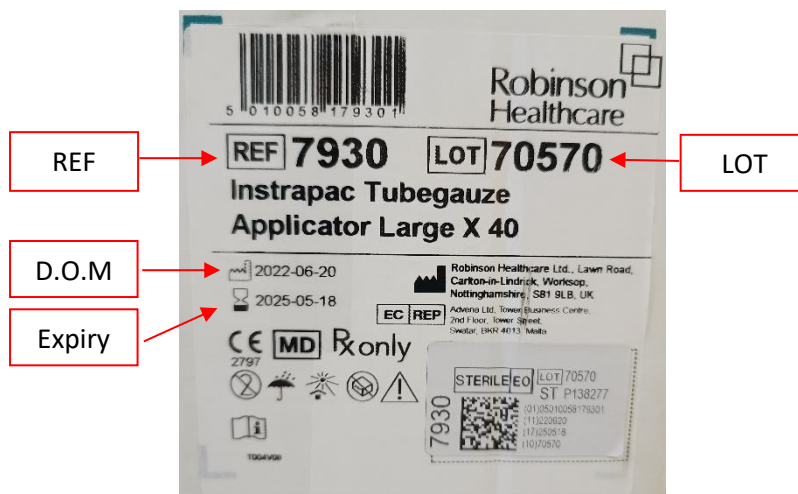 5 010058 179301
Robinson
Healthcare
REF
REF 7930
LOT 70570
LOT
Instrapac Tubegauze
Applicator Large X 40
D.O.M
2022-06-20
Expiry
2025-05-18
Robinson Healthcare Ltd., Lawn Road,
Carlton-in-Lindrick, Worksop,
Nottinghamshire, S81 9LB, UK
EC REP
Advena Ltd, Tower Business Centre,
2nd Floor, Tower Street,
Swatar, BKR 4013, Malta
CE
2797
MD
Rx only
STERILE EO
LOT 70570
ST P138277
7930
(01)05010058179301
(11)220620
(17)250518
(10)70570
T004V06